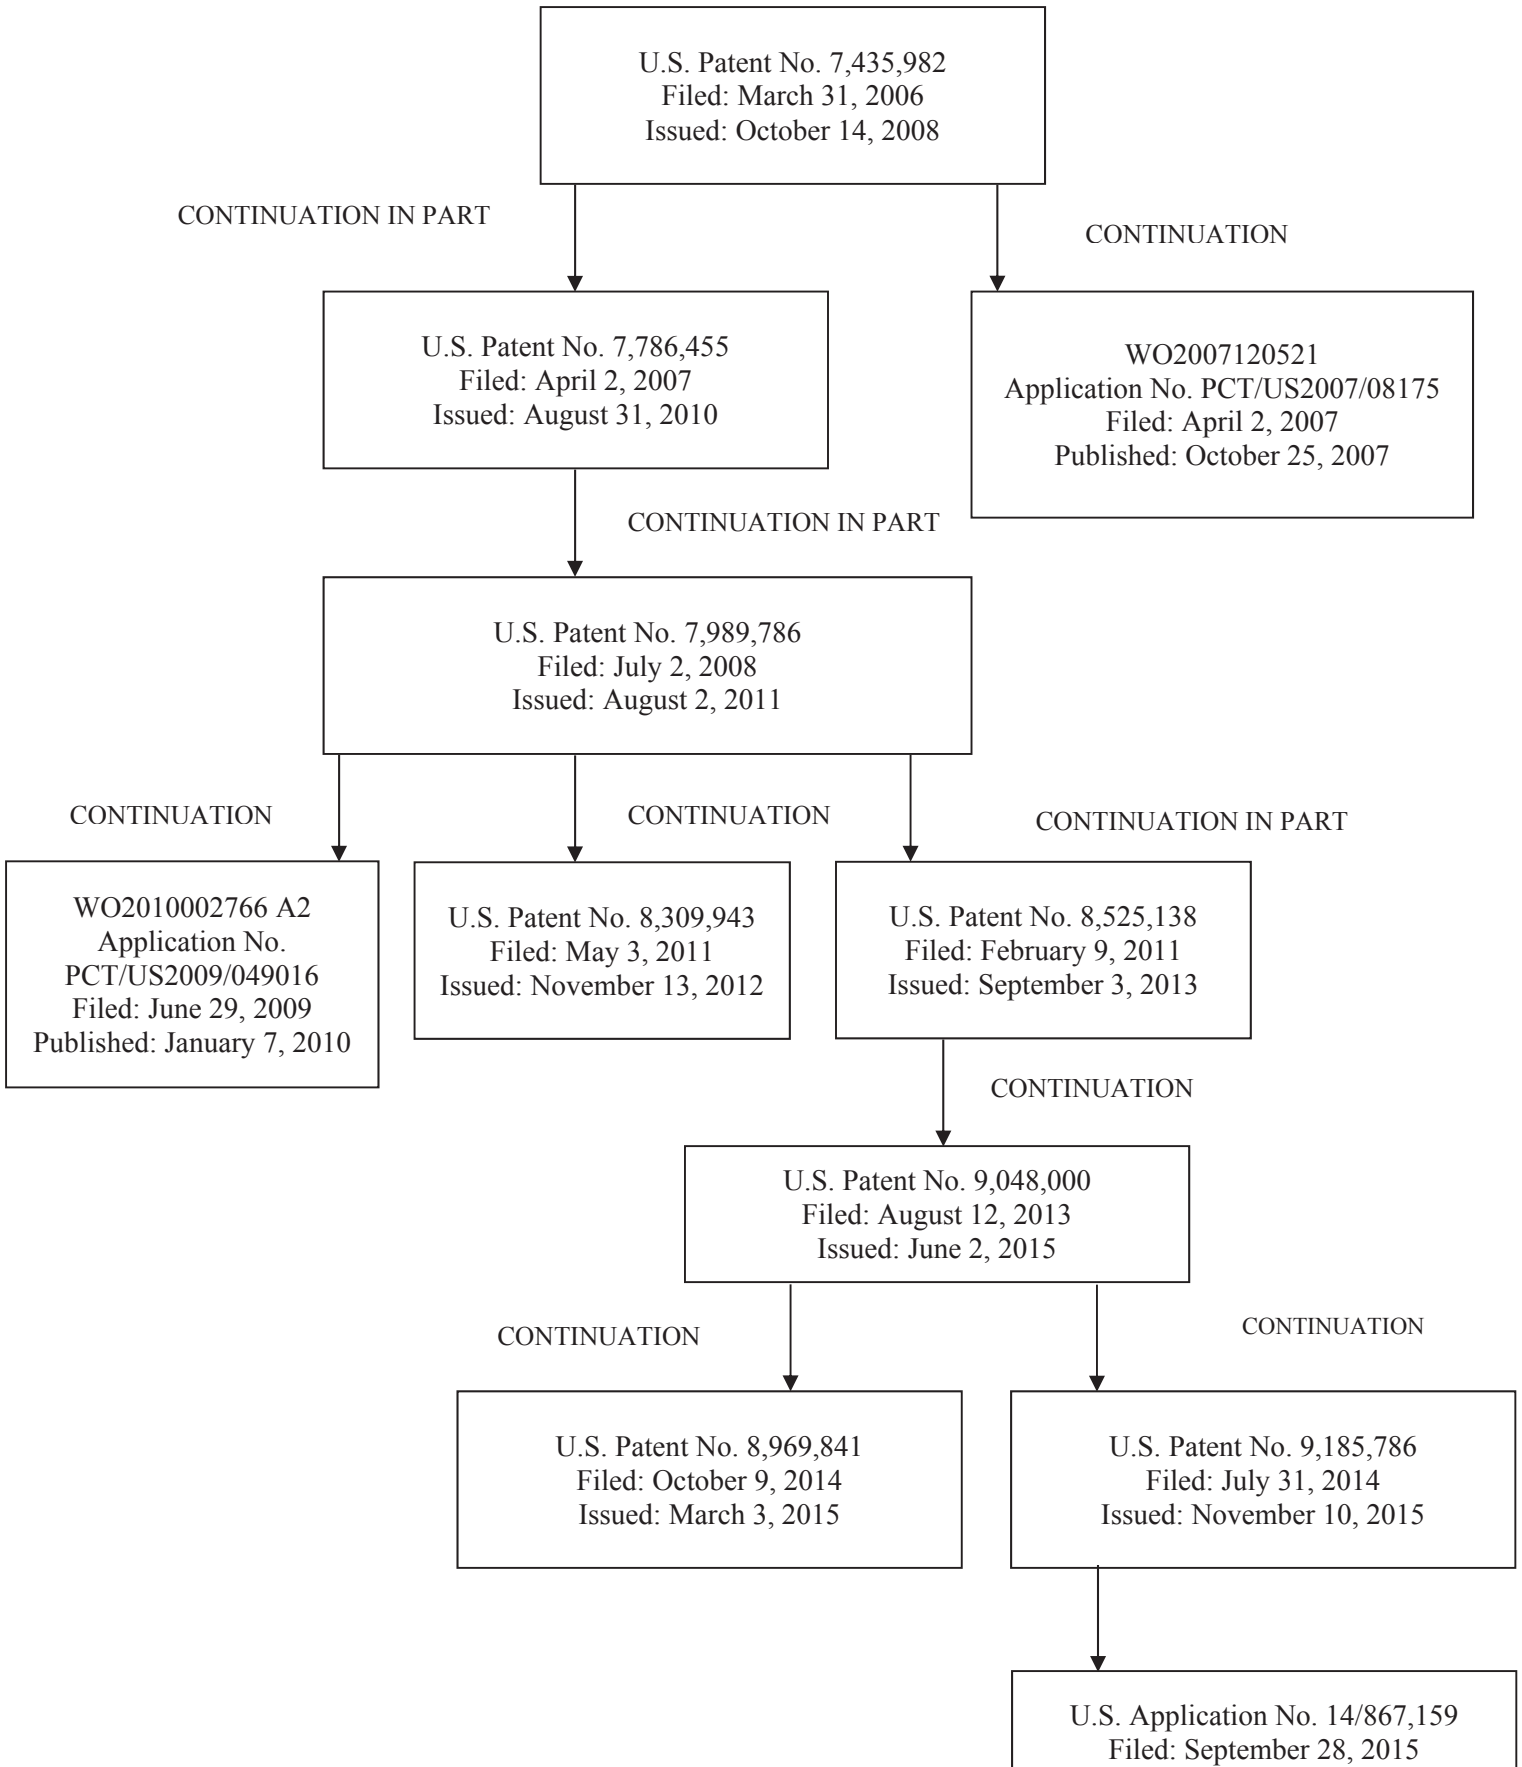 U.S. Patent No. 7,435,982
Filed: March 31, 2006
Issued: October 14, 2008
CONTINUATION IN PART
CONTINUATION
U.S. Patent No. 7,786,455
Filed: April 2, 2007
Issued: August 31, 2010
WO2007120521
Application No. PCT/US2007/08175
Filed: April 2, 2007
Published: October 25, 2007
CONTINUATION IN PART
U.S. Patent No. 7,989,786
Filed: July 2, 2008
Issued: August 2, 2011
CONTINUATION
CONTINUATION
CONTINUATION IN PART
WO2010002766 A2
Application No.
PCT/US2009/049016
Filed: June 29, 2009
Published: January 7, 2010
U.S. Patent No. 8,309,943
Filed: May 3, 2011
Issued: November 13, 2012
U.S. Patent No. 8,525,138
Filed: February 9, 2011
Issued: September 3, 2013
CONTINUATION
U.S. Patent No. 9,048,000
Filed: August 12, 2013
Issued: June 2, 2015
CONTINUATION
CONTINUATION
U.S. Patent No. 8,969,841
Filed: October 9, 2014
Issued: March 3, 2015
U.S. Patent No. 9,185,786
Filed: July 31, 2014
Issued: November 10, 2015
U.S. Application No. 14/867,159
Filed: September 28, 2015